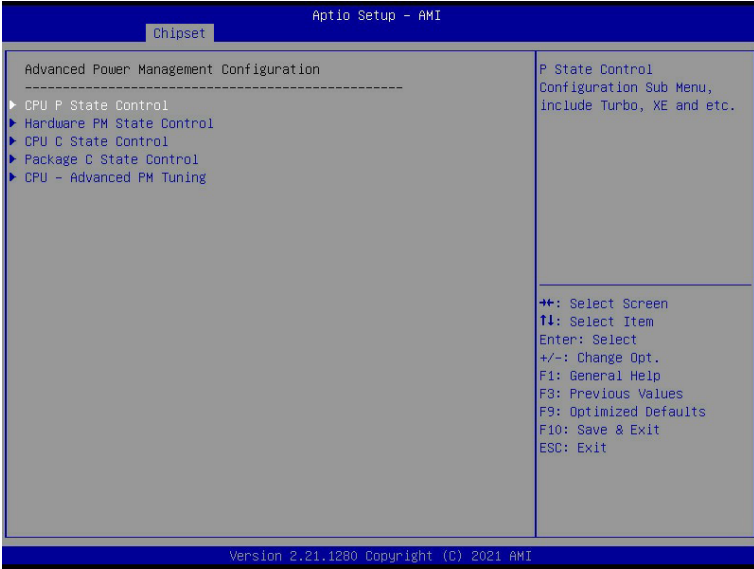 Aptio Setup – AMI
Chipset
Advanced Power Management Configuration
--------------------------------------------------
CPU P State Control
Hardware PM State Control
CPU C State Control
Package C State Control
CPU – Advanced PM Tuning
P State Control
Configuration Sub Menu,
include Turbo, XE and etc.
→←: Select Screen
↑↓: Select Item
Enter: Select
+/-: Change Opt.
F1: General Help
F3: Previous Values
F9: Optimized Defaults
F10: Save & Exit
ESC: Exit
Version 2.21.1280 Copyright (C) 2021 AMI